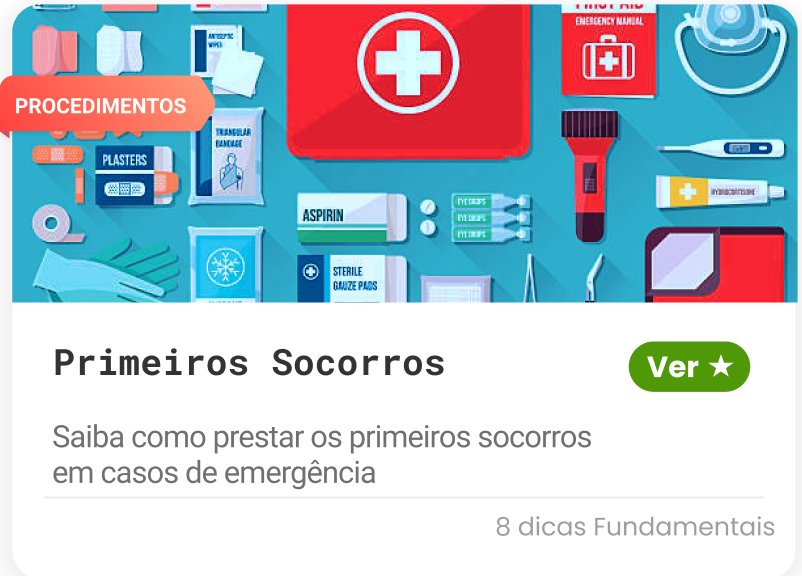 FIRST AID
EMERGENCY MANUAL
ANTISEPTIC
WIPES
PROCEDIMENTOS
TRIANGULAR
BANDAGE
PLASTERS
HYDROCORTISONE
ASPIRIN
EYE DROPS
EYE DROPS
EYE DROPS
STERILE
GAUZE PADS
Primeiros Socorros
Ver ★
Saiba como prestar os primeiros socorros
em casos de emergência
8 dicas Fundamentais